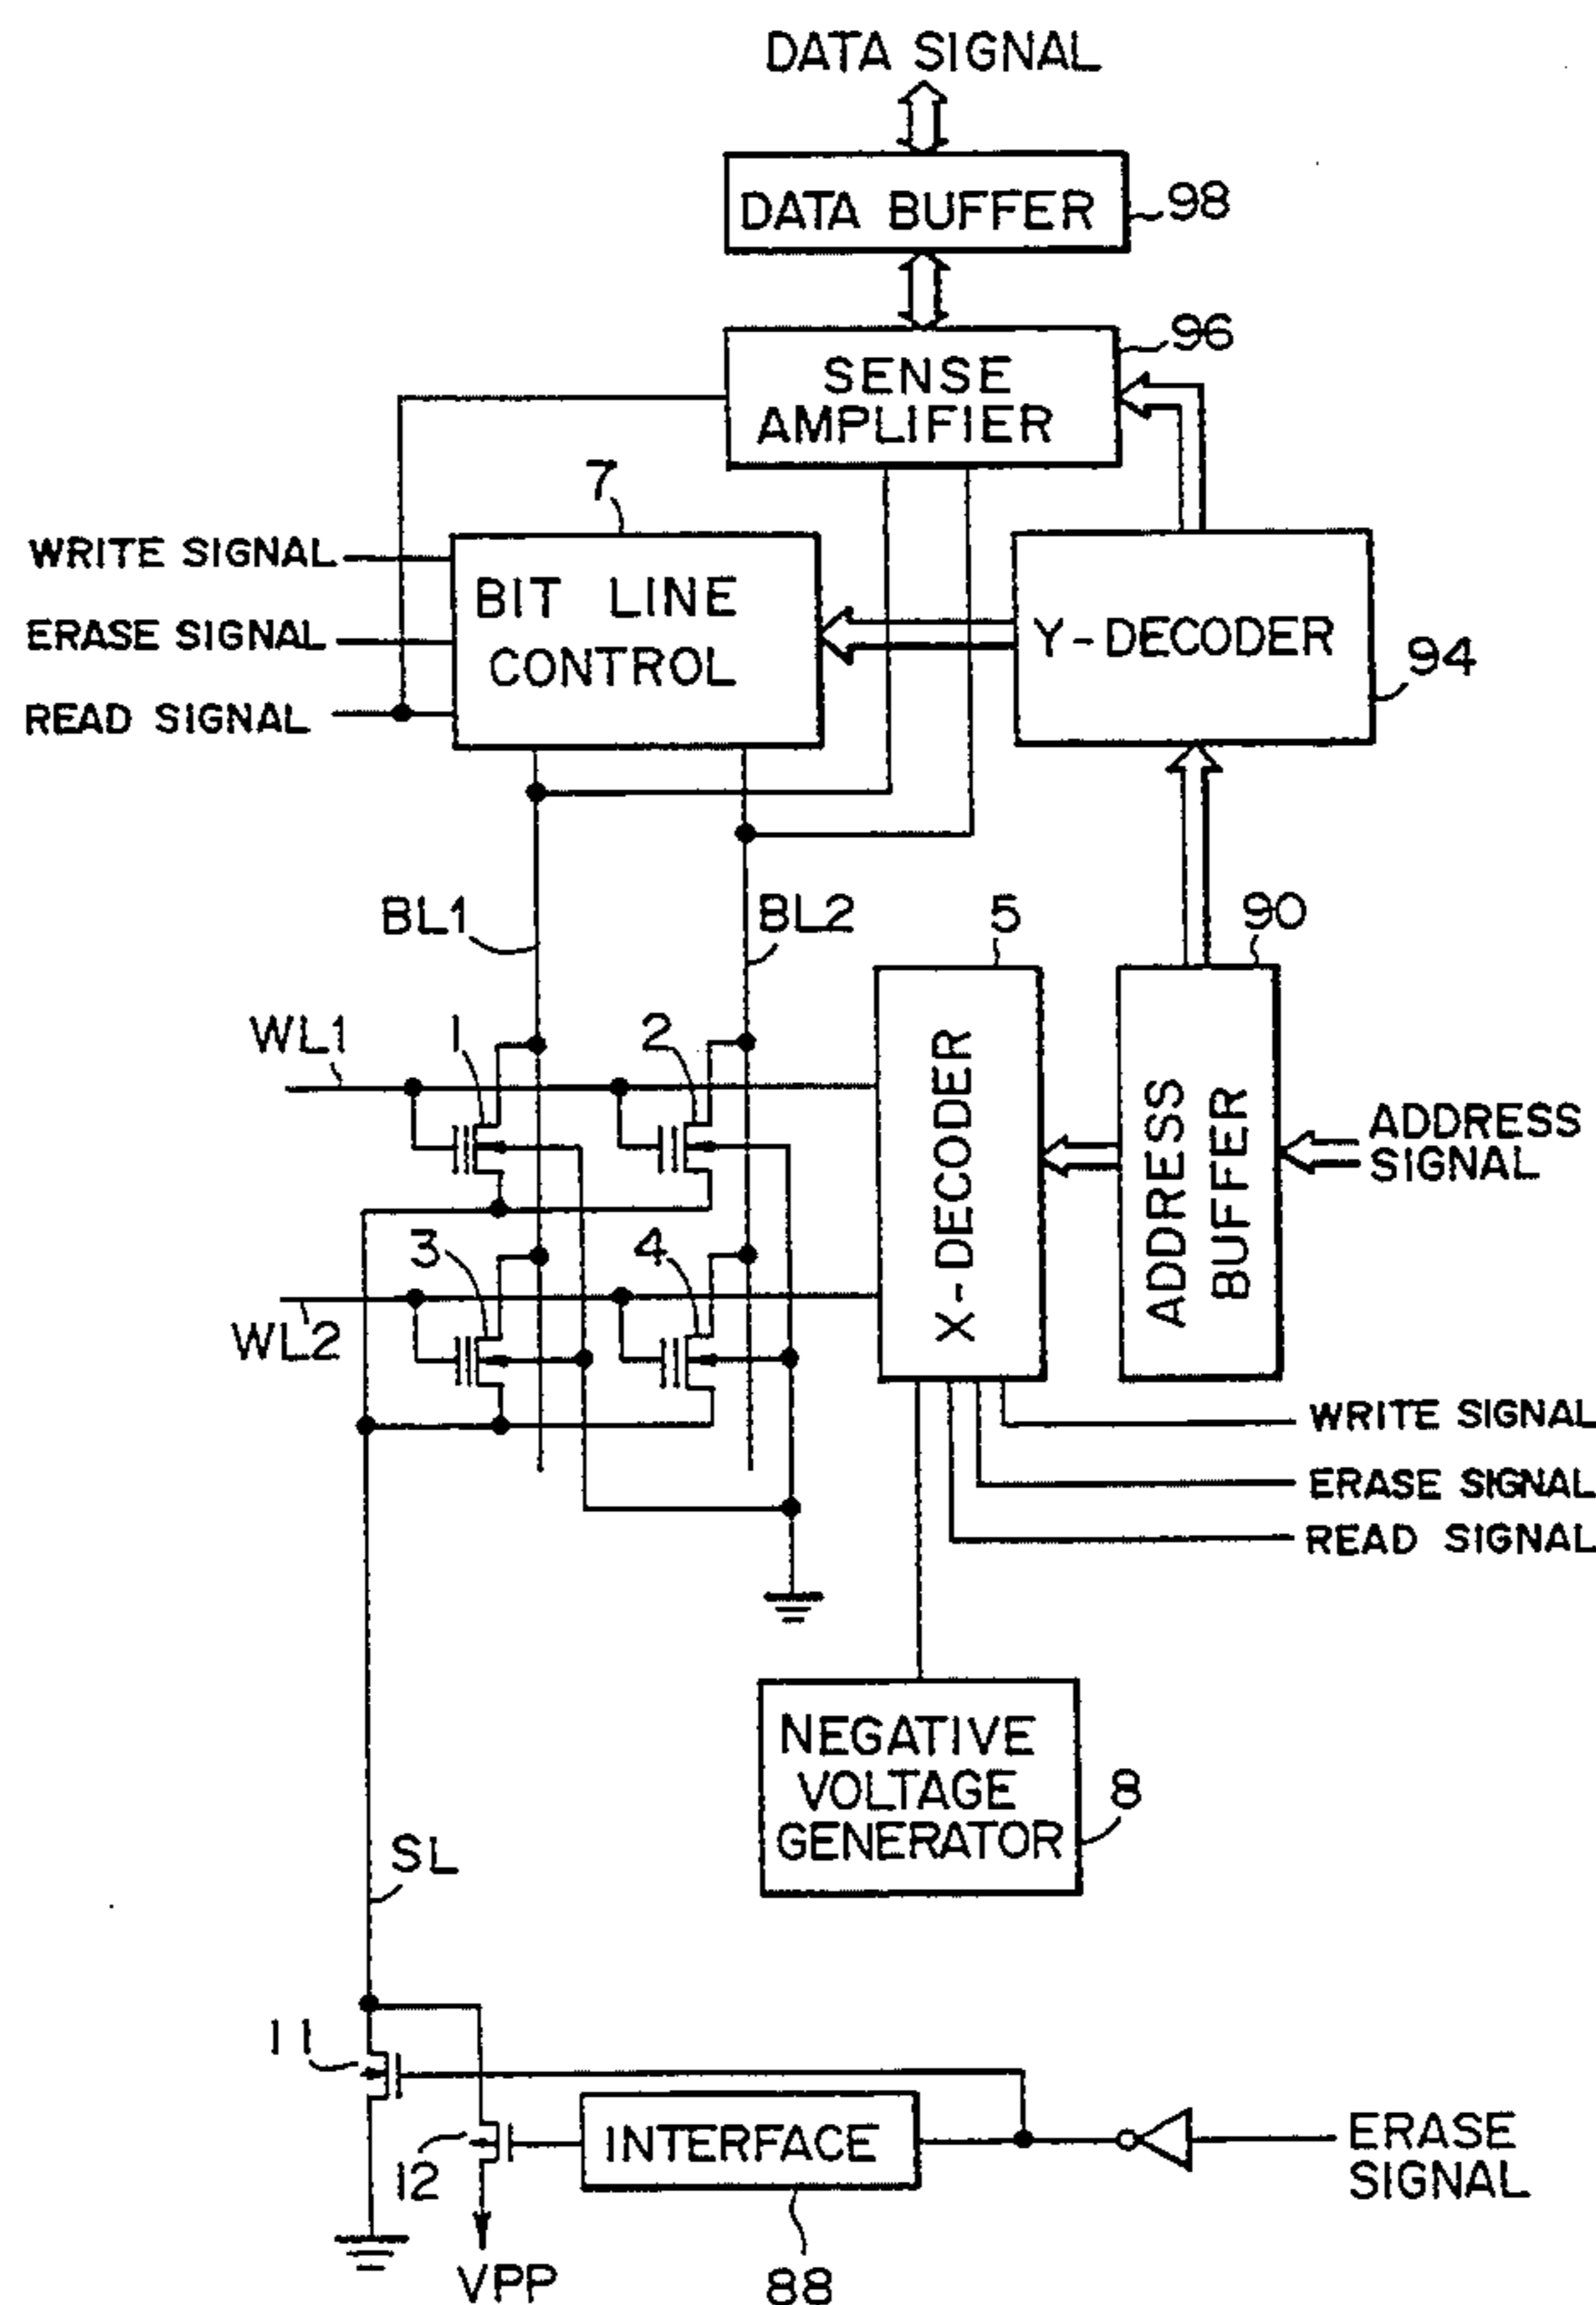 DATA SIGNAL
DATA BUFFER
98
SENSE
AMPLIFIER
96
7
WRITE SIGNAL
ERASE SIGNAL
READ SIGNAL
BIT LINE
CONTROL
Y-DECODER
94
BL1
BL2
5
90
WL1
1
2
X-DECODER
ADDRESS
BUFFER
ADDRESS
SIGNAL
3
4
WL2
WRITE SIGNAL
ERASE SIGNAL
READ SIGNAL
NEGATIVE
VOLTAGE
GENERATOR
8
SL
11
12
INTERFACE
ERASE
SIGNAL
VPP
88